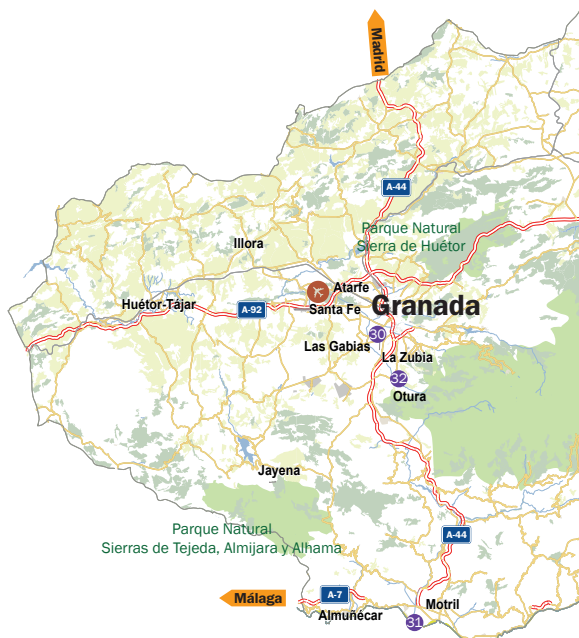 Madrid
A-44
Parque Natural
Sierra de Huétor
Illora
Atarfe
Huétor-Tájar
A-92
Santa Fe
Granada
30
Las Gabias
La Zubia
32
Otura
Jayena
Parque Natural
Sierras de Tejeda, Almijara y Alhama
A-44
Málaga
A-7
Motril
Almuñécar
31